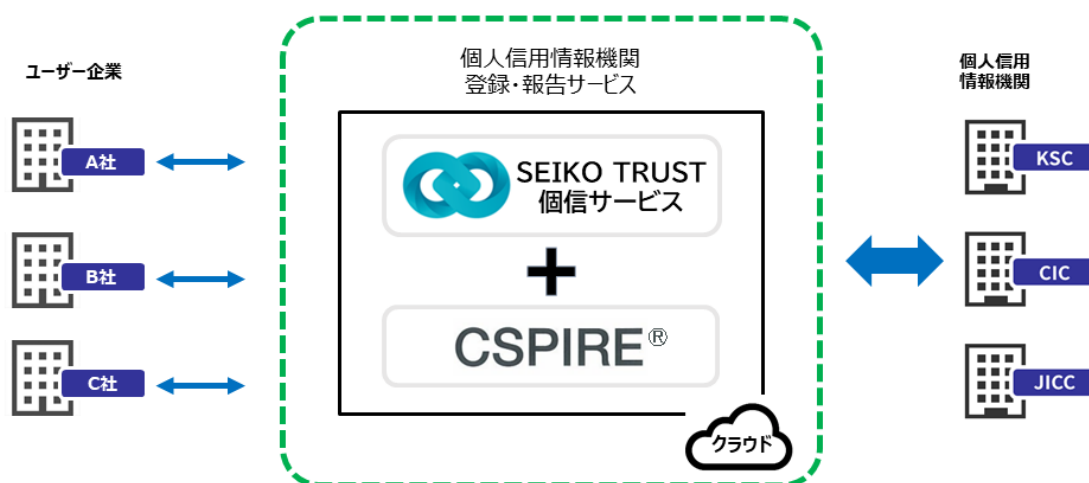 ユーザー企業
A社
B社
C社
個人信用情報機関
登録・報告サービス
SEIKO TRUST
個信サービス
+
CSPIRE®
クラウド
個人信用
情報機関
KSC
CIC
JICC